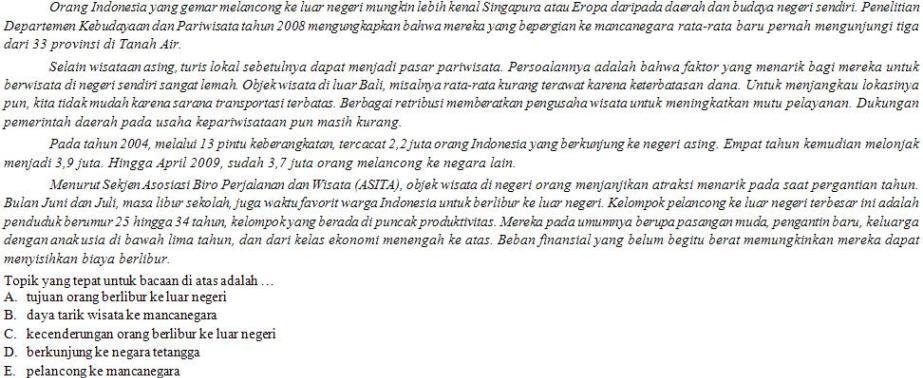 Orang Indonesia yang gemar melancong ke luar negeri mungkin lebih kenal Singapura atau Eropa daripada daerah dan budaya negeri sendiri. Penelitian
Departemen Kebudayaan dan Pariwisata tahun 2008 mengungkapkan bahwa mereka yang bepergian ke mancanegara rata-rata baru pernah mengunjungi tiga
dari 33 provinsi di Tanah Air.
Selain wisataan asing, turis lokal sebetulnya dapat menjadi pasar pariwisata. Persoalannya adalah bahwa faktor yang menarik bagi mereka untuk
berwisata di negeri sendiri sangat lemah. Objek wisata di luar Bali, misalnya rata-rata kurang terawat karena keterbatasan dana. Untuk menjangkau lokasinya
pun, kita tidak mudah karena sarana transportasi terbatas. Berbagai retribusi memberatkan pengusaha wisata untuk meningkatkan mutu pelayanan. Dukungan
pemerintah daerah pada usaha kepariwisataan pun masih kurang.
Pada tahun 2004, melalui 13 pintu keberangkatan, tercacat 2,2 juta orang Indonesia yang berkunjung ke negeri asing. Empat tahun kemudian melonjak
menjadi 3,9 juta. Hingga April 2009, sudah 3,7 juta orang melancong ke negara lain.
Menurut Sekjen Asosiasi Biro Perjalanan dan Wisata (ASITA), objek wisata di negeri orang menjanjikan atraksi menarik pada saat pergantian tahun.
Bulan Juni dan Juli, masa libur sekolah, juga waktu favorit warga Indonesia untuk berlibur ke luar negeri. Kelompok pelancong ke luar negeri terbesar ini adalah
penduduk berumur 25 hingga 34 tahun, kelompok yang berada di puncak produktivitas. Mereka pada umumnya berupa pasangan muda, pengantin baru, keluarga
dengan anak usia di bawah lima tahun, dan dari kelas ekonomi menengah ke atas. Beban finansial yang belum begitu berat memungkinkan mereka dapat
menyisihkan biaya berlibur.
Topik yang tepat untuk bacaan di atas adalah …
A. tujuan orang berlibur ke luar negeri
B. daya tarik wisata ke mancanegara
C. kecenderungan orang berlibur ke luar negeri
D. berkunjung ke negara tetangga
E. pelancong ke mancanegara